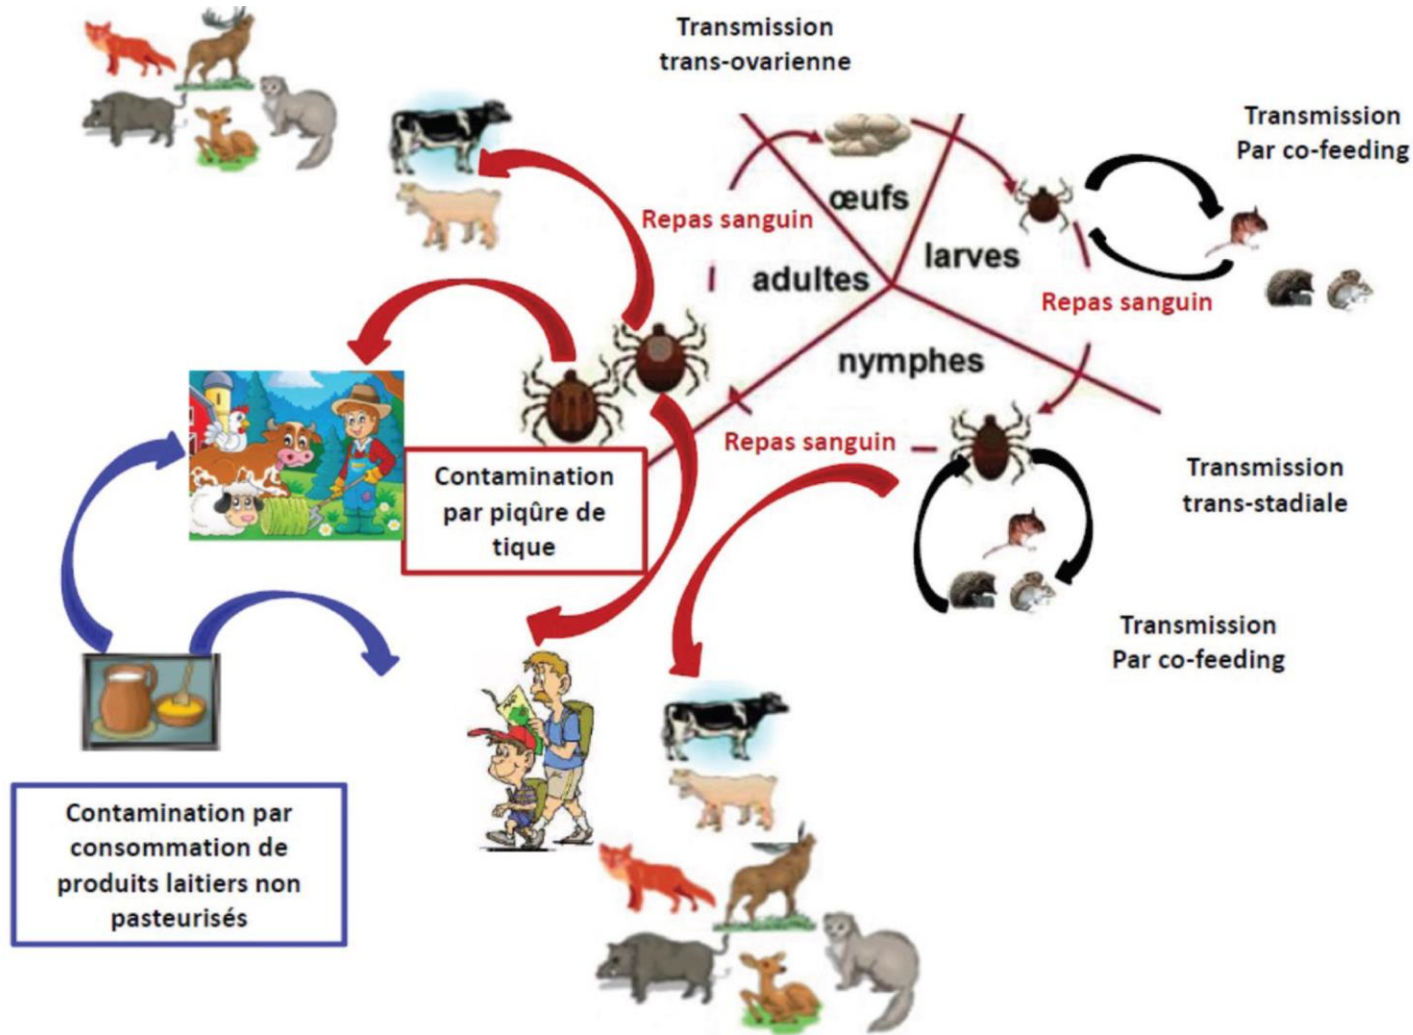 Transmission
trans-ovarienne
Transmission
Par co-feeding
œufs
Repas sanguin
larves
adultes
Repas sanguin
nymphes
Repas sanguin
Transmission
trans-stadiale
Contamination
par piqûre de
tique
Transmission
Par co-feeding
Contamination par
consommation de
produits laitiers non
pasteurisés